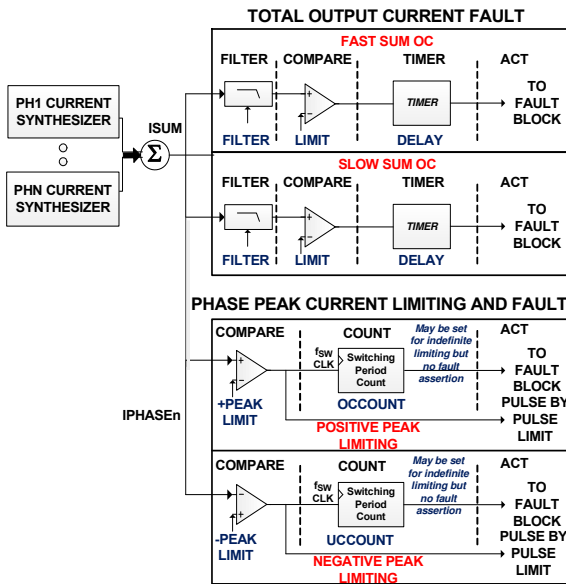 TOTAL OUTPUT CURRENT FAULT
FAST SUM OC
FILTER
COMPARE
TIMER
ACT
PH1 CURRENT
SYNTHESIZER
PHN CURRENT
SYNTHESIZER
Σ
ISUM
+
−
TIMER
TO
FAULT
BLOCK
FILTER
LIMIT
DELAY
SLOW SUM OC
FILTER
COMPARE
TIMER
ACT
+
−
TIMER
TO
FAULT
BLOCK
FILTER
LIMIT
DELAY
PHASE PEAK CURRENT LIMITING AND FAULT
COMPARE
COUNT
May be set
for indefinite
limiting but
no fault
assertion
ACT
+
−
fSW
CLK
Switching
Period
Count
TO
FAULT
BLOCK
+PEAK
LIMIT
OCCOUNT
PULSE BY
PULSE
LIMIT
POSITIVE PEAK
LIMITING
IPHASEn
COMPARE
COUNT
May be set
for indefinite
limiting but
no fault
assertion
ACT
−
+
fSW
CLK
Switching
Period
Count
TO
FAULT
BLOCK
-PEAK
LIMIT
UCCOUNT
PULSE BY
PULSE
LIMIT
NEGATIVE PEAK
LIMITING